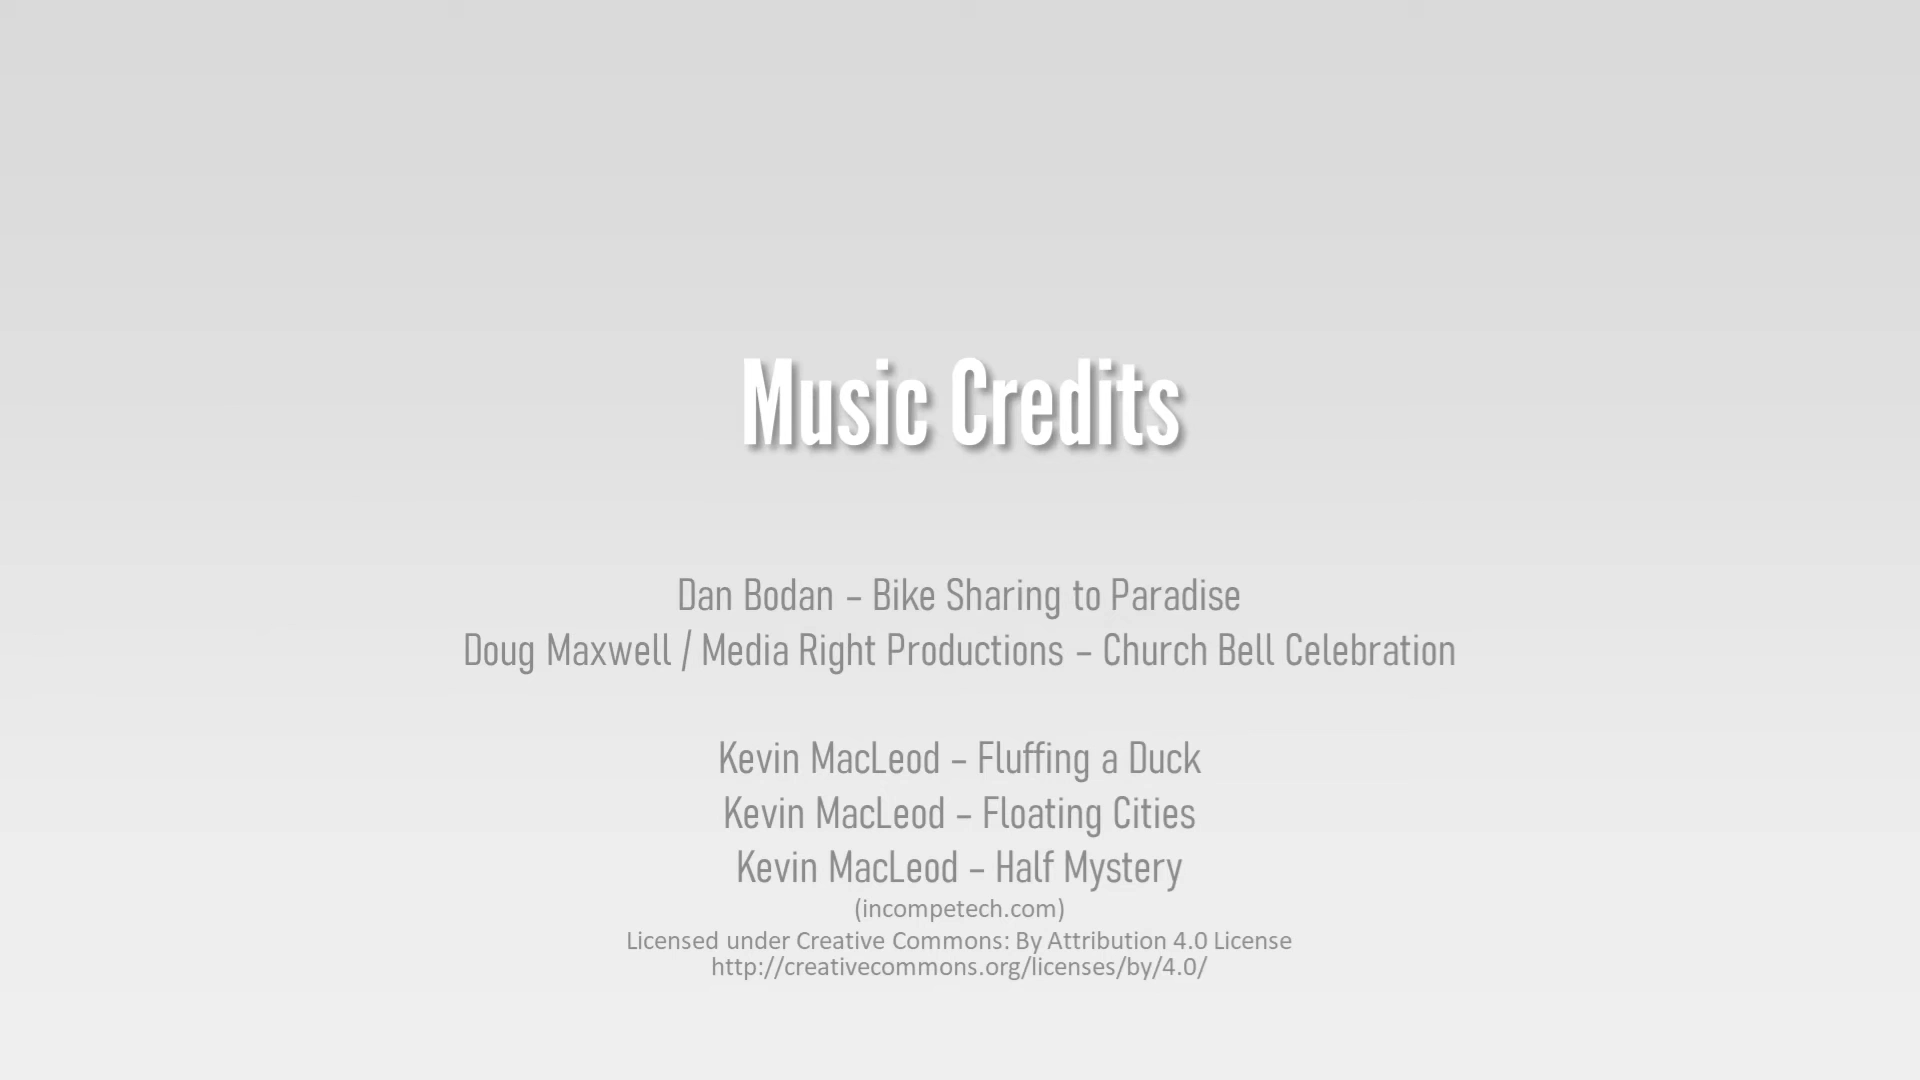 Music Credits
Dan Bodan – Bike Sharing to Paradise
Doug Maxwell / Media Right Productions – Church Bell Celebration
Kevin MacLeod – Fluffing a Duck
Kevin MacLeod – Floating Cities
Kevin MacLeod – Half Mystery
(incompetech.com)
Licensed under Creative Commons: By Attribution 4.0 License
http://creativecommons.org/licenses/by/4.0/